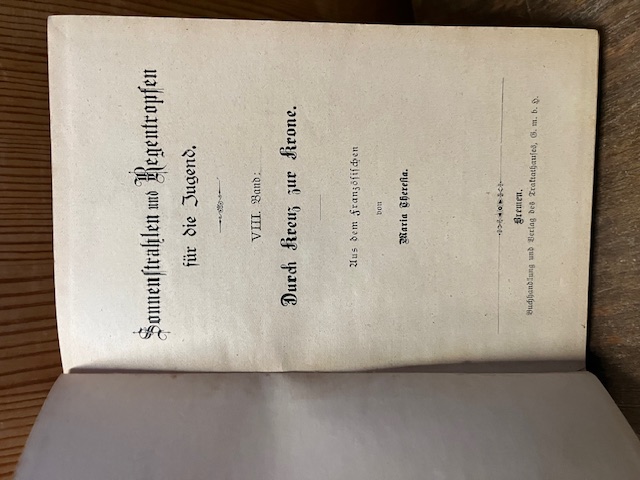 Sonnenstrahlen und Regentropfen
für die Jugend.
VIII. Band:
Durch Kreuz zur Krone.
Aus dem Französischen
von
Maria Theresia.
Bremen.
Buchhandlung und Verlag des Traktathauses, G. m. b. H.